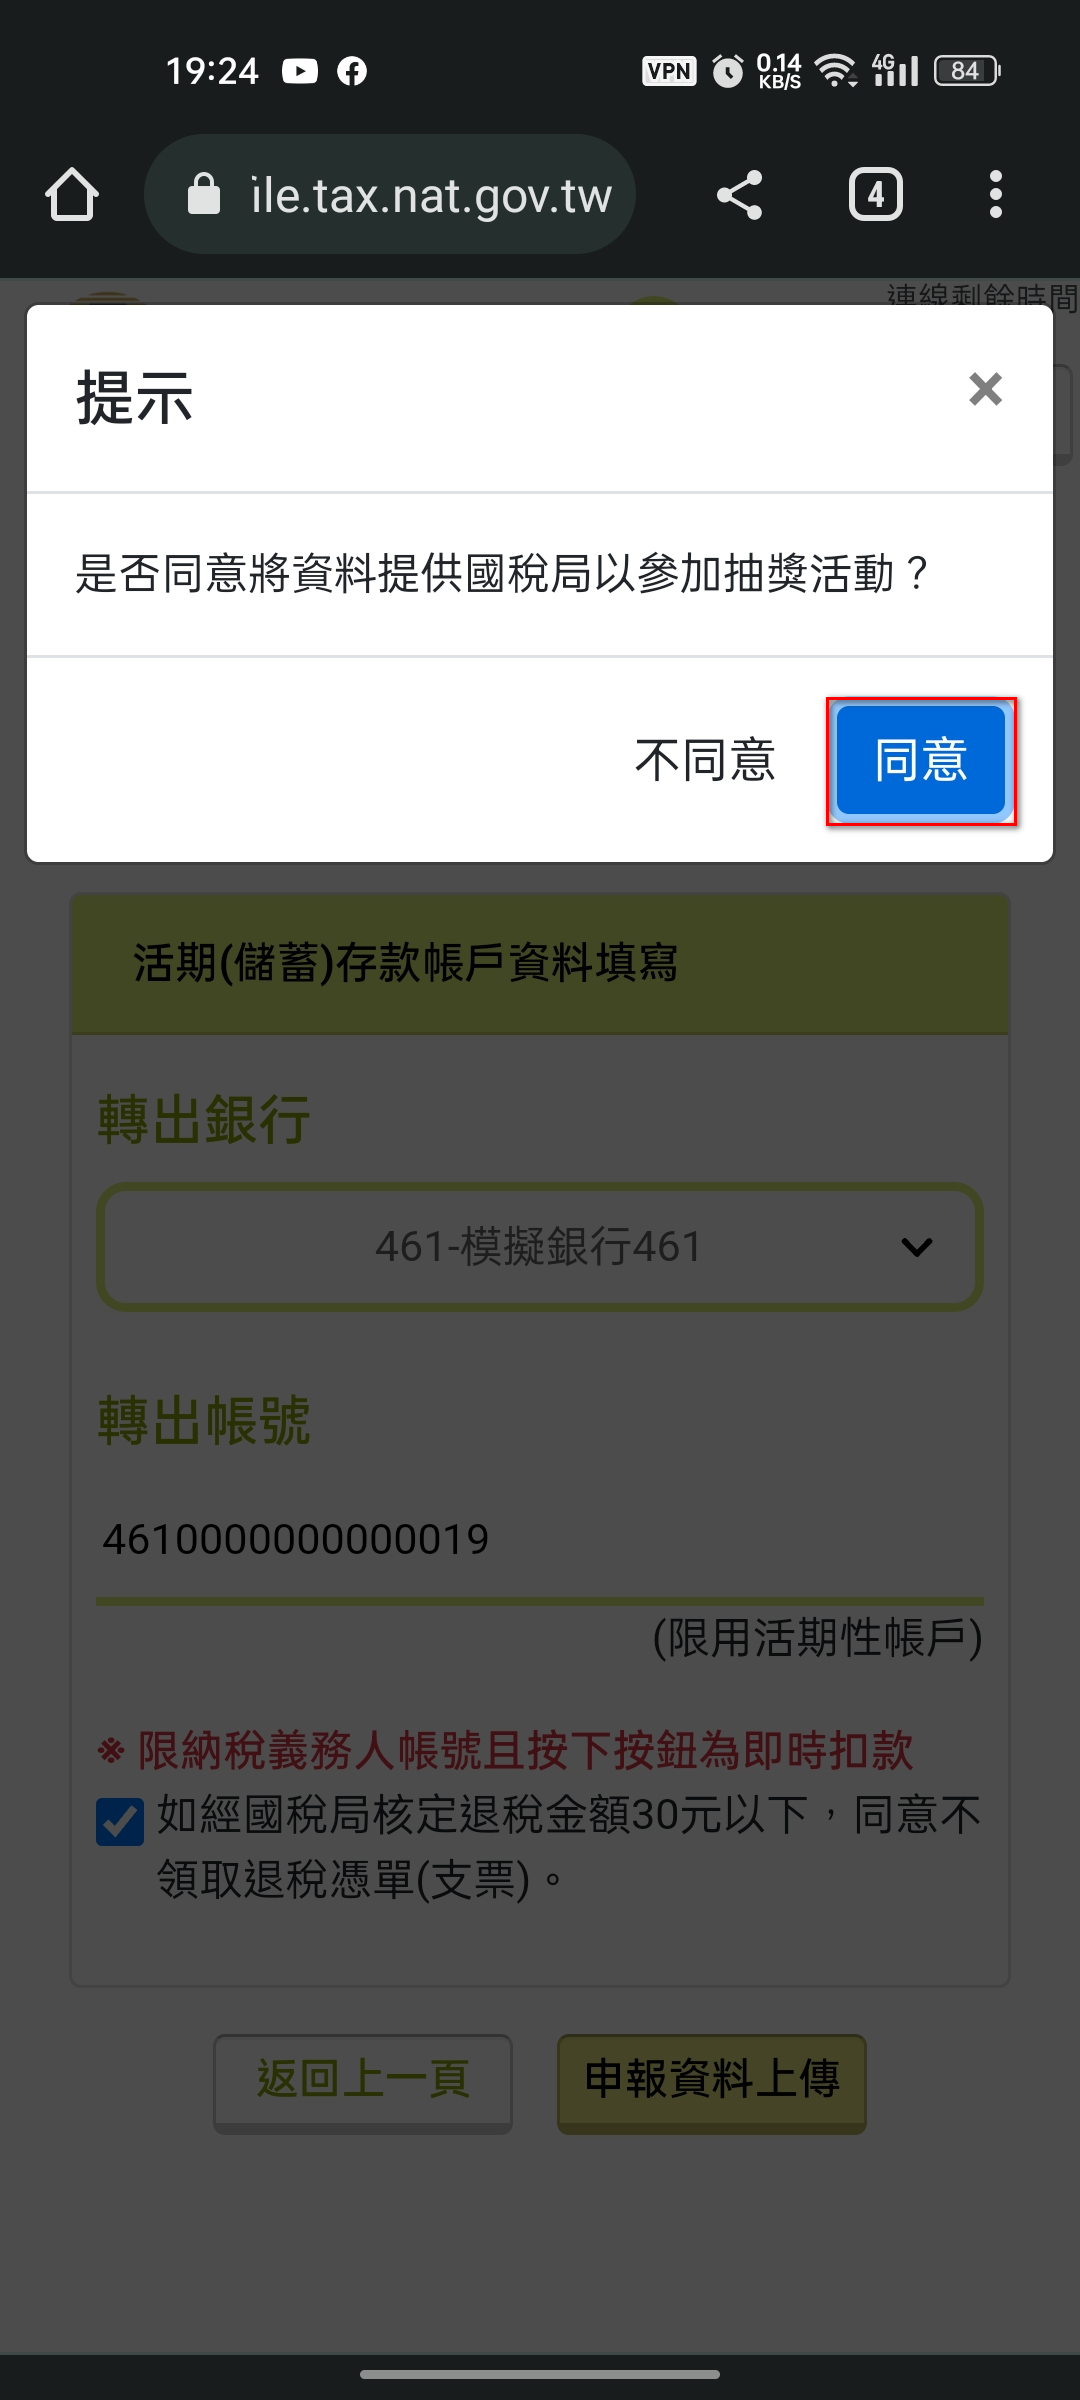 19:24
VPN
0.14
KB/S
4G
84
ile.tax.nat.gov.tw
4
連線剩餘時間
提示
×
是否同意將資料提供國稅局以參加抽獎活動？
不同意
同意
活期(儲蓄)存款帳戶資料填寫
轉出銀行
461-模擬銀行461
轉出帳號
4610000000000019
(限用活期性帳戶)
※ 限納稅義務人帳號且按下按鈕為即時扣款
如經國稅局核定退稅金額30元以下，同意不
領取退稅憑單(支票)。
返回上一頁
申報資料上傳